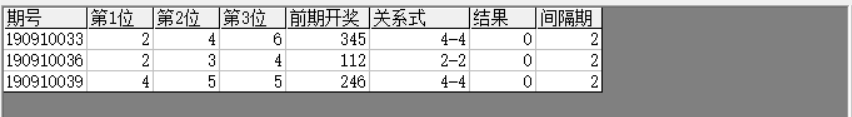 期号 第1位 第2位 第3位 前期开奖 关系式 结果 间隔期
190910033 2 4 6 345 4-4 0 2
190910036 2 3 4 112 2-2 0 2
190910039 4 5 5 246 4-4 0 2